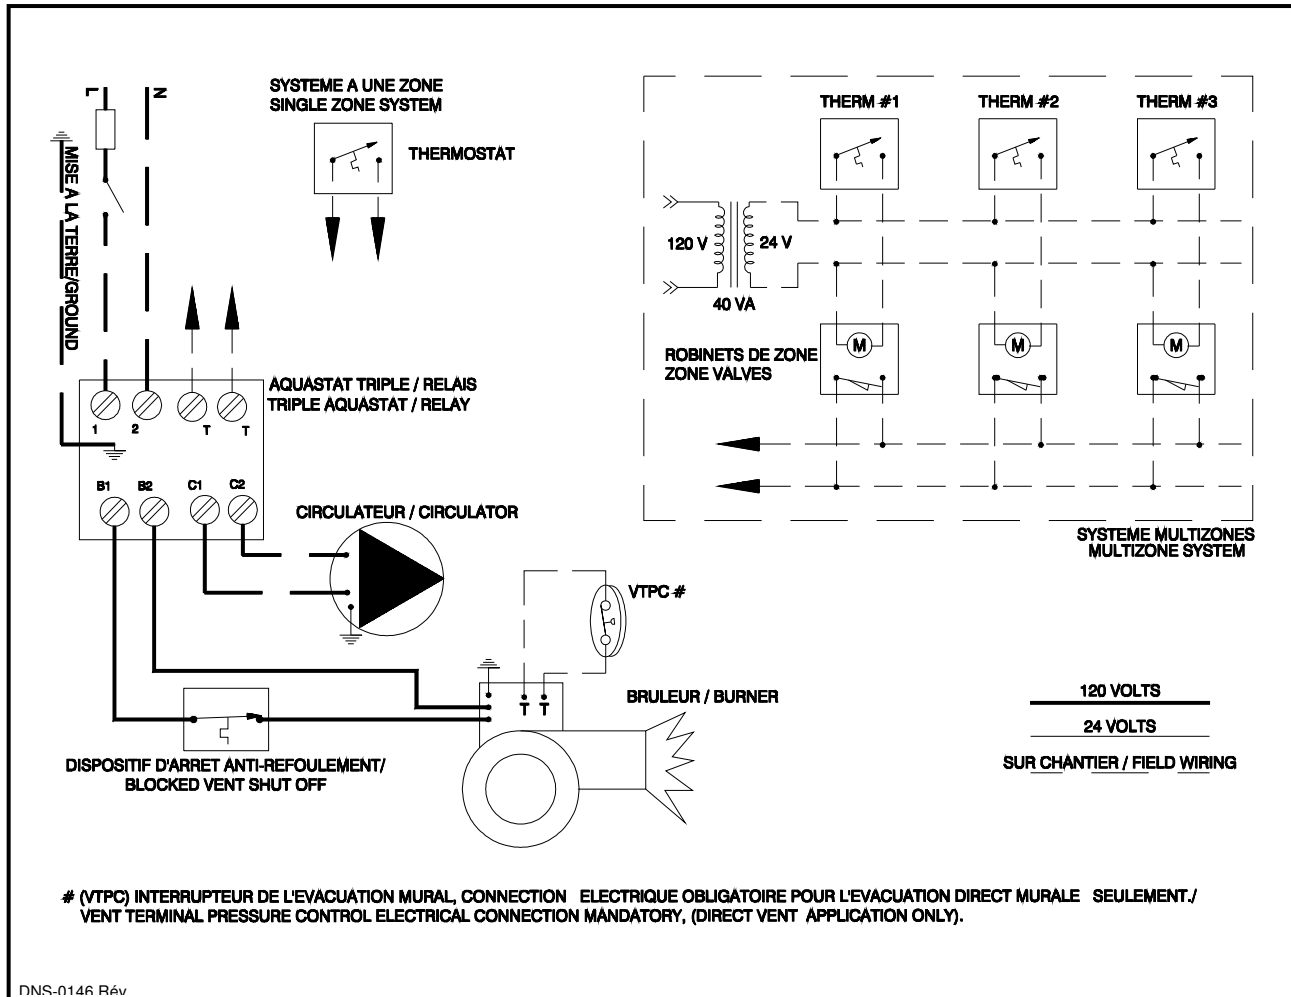 L
N
SYSTEME A UNE ZONE
SINGLE ZONE SYSTEM
THERMOSTAT
MISE A LA TERRE/GROUND
THERM #1
THERM #2
THERM #3
120 V
24 V
40 VA
ROBINETS DE ZONE
ZONE VALVES
M
M
M
AQUASTAT TRIPLE / RELAIS
TRIPLE AQUASTAT / RELAY
1
2
T
T
B1
B2
C1
C2
CIRCULATEUR / CIRCULATOR
SYSTEME MULTIZONES
MULTIZONE SYSTEM
VTPC #
BRULEUR / BURNER
T T
DISPOSITIF D'ARRET ANTI-REFOULEMENT/
BLOCKED VENT SHUT OFF
120 VOLTS
24 VOLTS
SUR CHANTIER / FIELD WIRING
# (VTPC) INTERRUPTEUR DE L'EVACUATION MURAL, CONNECTION ELECTRIQUE OBLIGATOIRE POUR L'EVACUATION DIRECT MURALE SEULEMENT./
VENT TERMINAL PRESSURE CONTROL ELECTRICAL CONNECTION MANDATORY, (DIRECT VENT APPLICATION ONLY).
DNS-0146 Rév